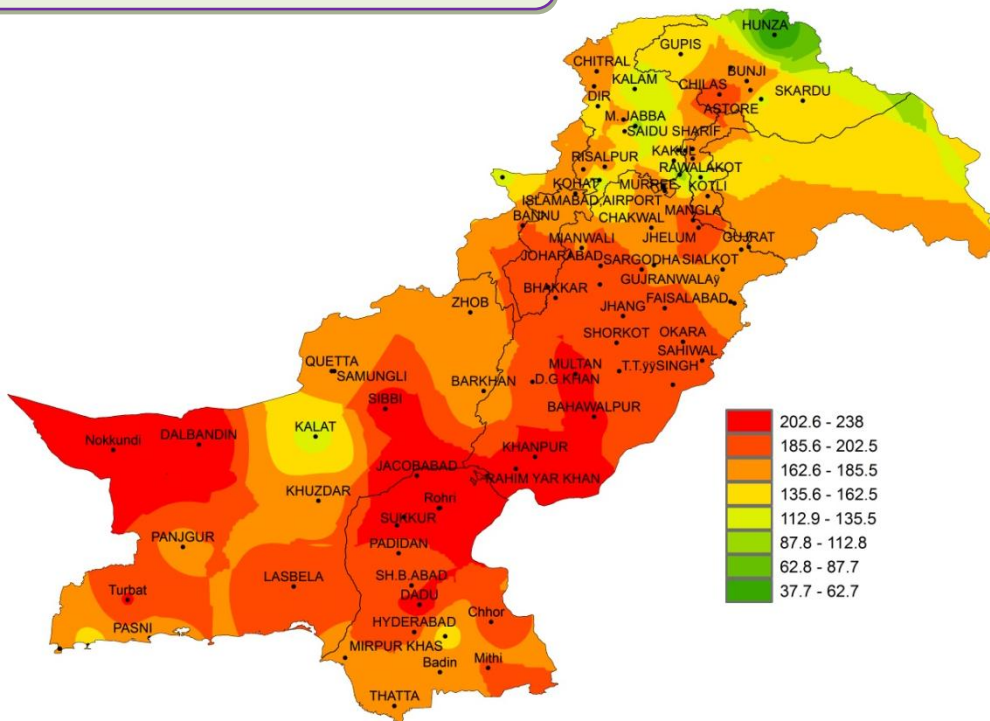 HUNZA
GUPIS
CHITRAL
BUNJI
KALAM
CHILAS
SKARDU
DIR
ASTORE
M. JABBA
SAIDU SHARIF
KAKUL
RISALPUR
RAWALAKOT
KOHAT
MURREE
KOTLI
ISLAMABAD AIRPORT
BANNU
CHAKWAL
MANGLA
MIANWALI
JHELUM
GUJRAT
JOHARABAD
SARGODHA
SIALKOT
GUJRANWALAÿ
BHAKKAR
FAISALABAD
ZHOB
JHANG
SHORKOT
OKARA
SAHIWAL
QUETTA
MULTAN
T.T.ÿÿSINGH
SAMUNGLI
BARKHAN
D.G.KHAN
SIBBI
BAHAWALPUR
KALAT
Nokkundi
DALBANDIN
KHANPUR
JACOBABAD
RAHIM YAR KHAN
KHUZDAR
Rohri
SUKKUR
PANJGUR
PADIDAN
Turbat
LASBELA
SH.B.ABAD
DADU
Chhor
PASNI
HYDERABAD
MIRPUR KHAS
Badin
Mithi
THATTA
202.6 - 238
185.6 - 202.5
162.6 - 185.5
135.6 - 162.5
112.9 - 135.5
87.8 - 112.8
62.8 - 87.7
37.7 - 62.7